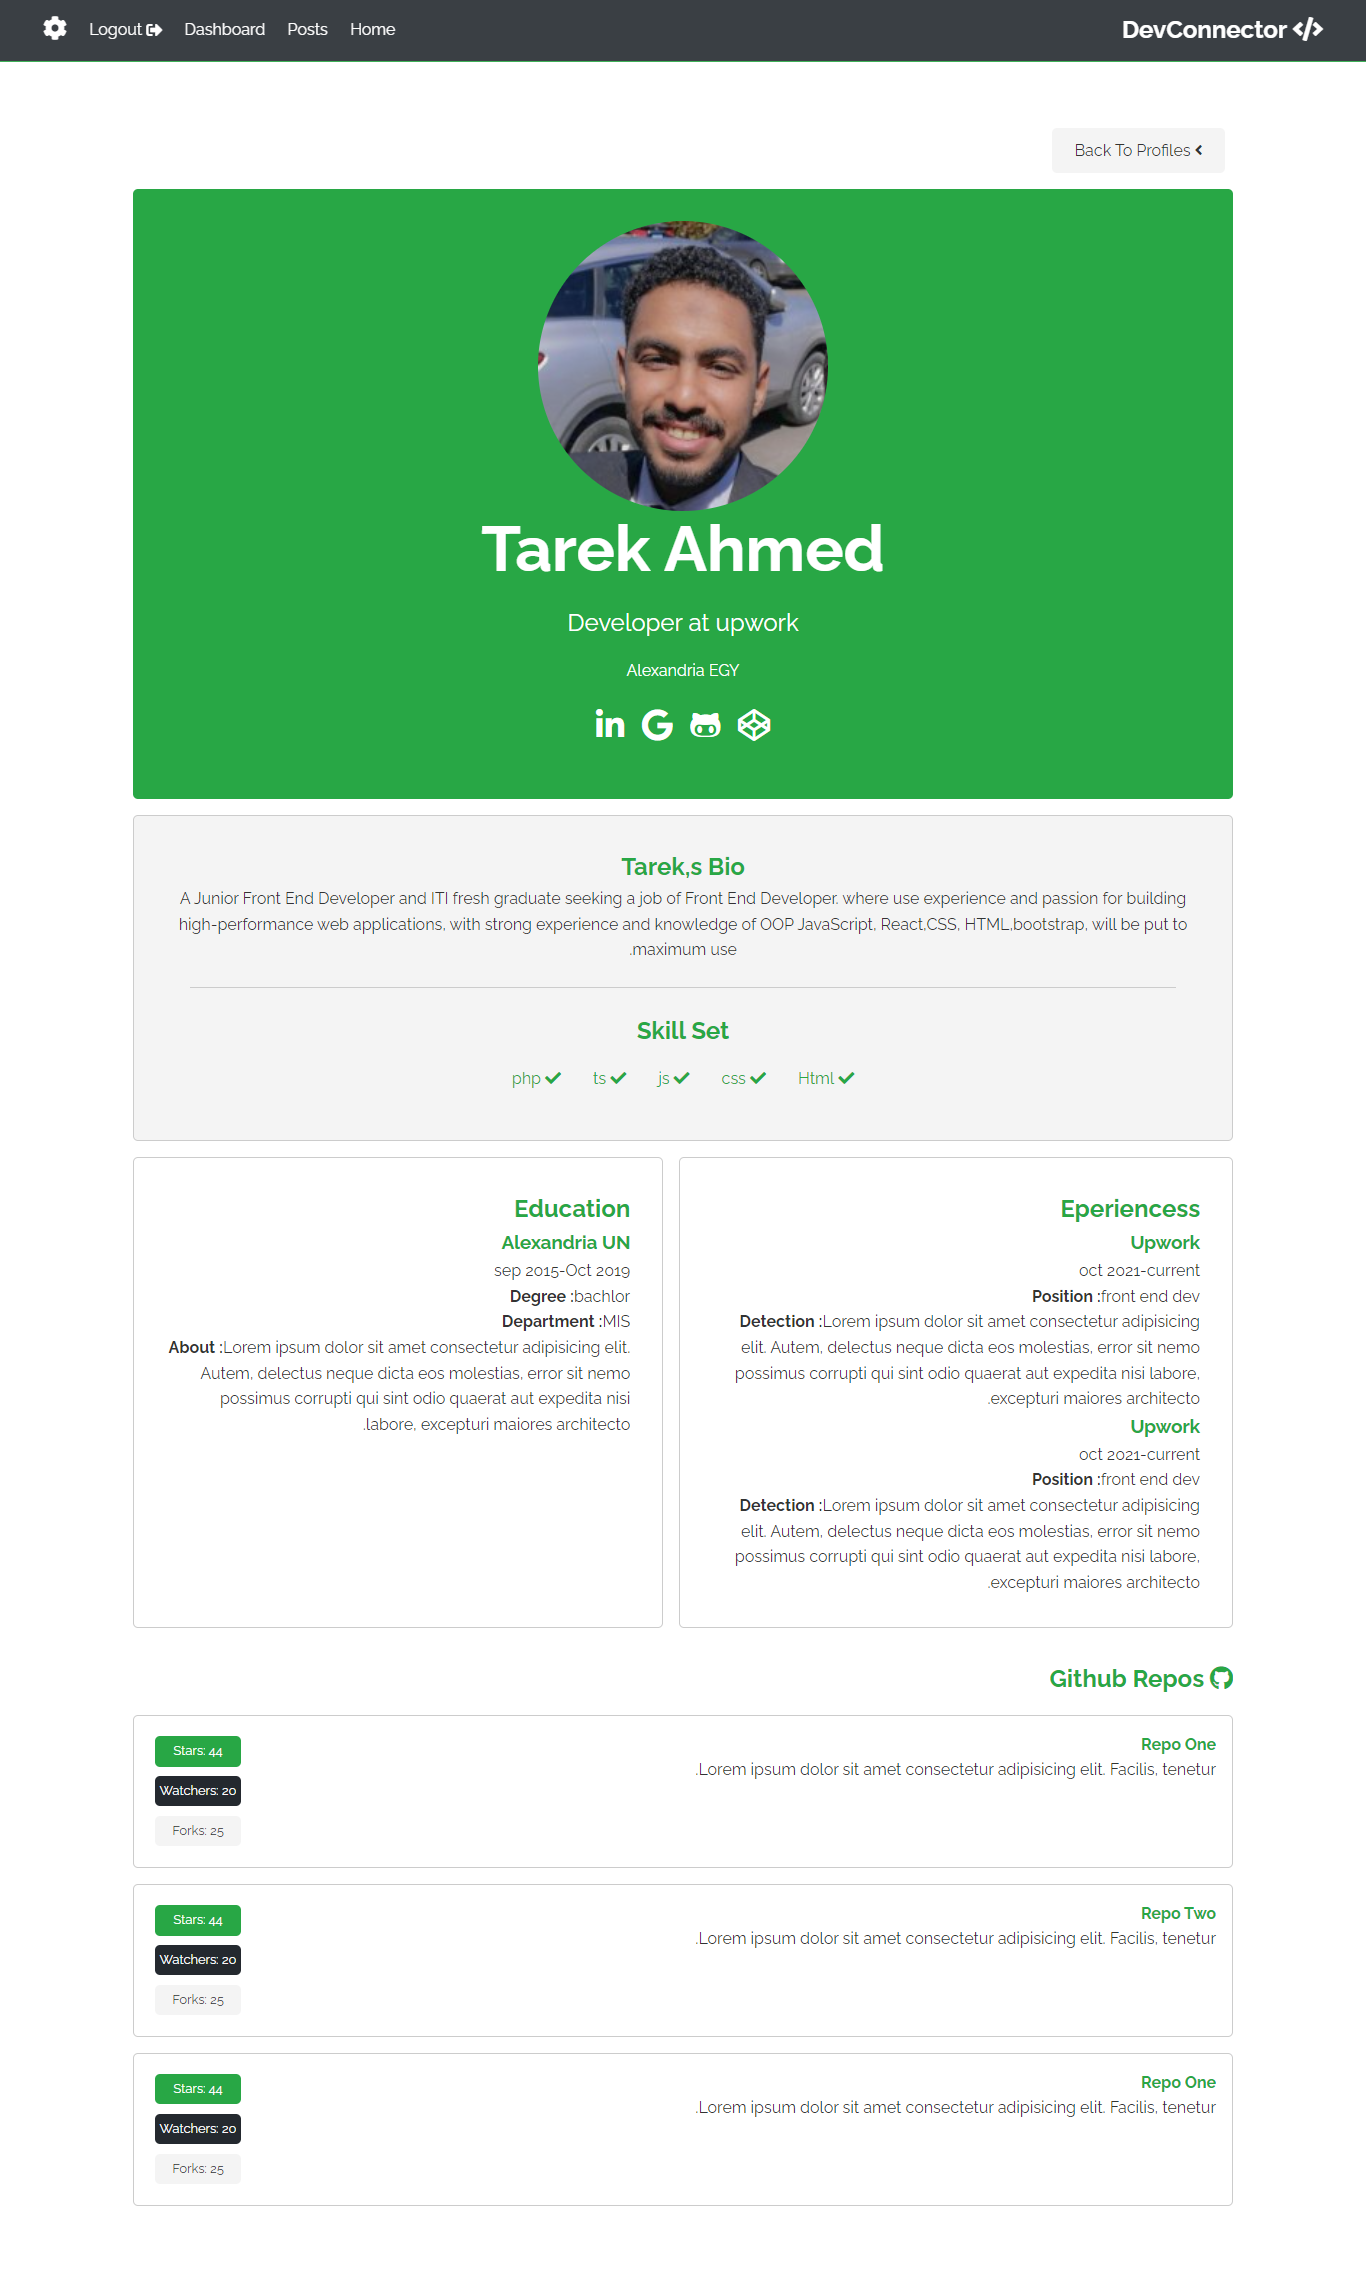 Logout Dashboard Posts Home DevConnector
Back To Profiles
Tarek Ahmed
Developer at upwork
Alexandria EGY
Tarek,s Bio
A Junior Front End Developer and ITI fresh graduate seeking a job of Front End Developer. where use experience and passion for building
high-performance web applications, with strong experience and knowledge of OOP JavaScript, React,CSS, HTML,bootstrap, will be put to
.maximum use
Skill Set
php ts js css Html
Education
Alexandria UN
sep 2015-Oct 2019
Degree :bachlor
Department :MIS
About :Lorem ipsum dolor sit amet consectetur adipisicing elit.
Autem, delectus neque dicta eos molestias, error sit nemo
possimus corrupti qui sint odio quaerat aut expedita nisi
.labore, excepturi maiores architecto
Eperiencess
Upwork
oct 2021-current
Position :front end dev
Detection :Lorem ipsum dolor sit amet consectetur adipisicing
elit. Autem, delectus neque dicta eos molestias, error sit nemo
possimus corrupti qui sint odio quaerat aut expedita nisi labore,
.excepturi maiores architecto
Upwork
oct 2021-current
Position :front end dev
Detection :Lorem ipsum dolor sit amet consectetur adipisicing
elit. Autem, delectus neque dicta eos molestias, error sit nemo
possimus corrupti qui sint odio quaerat aut expedita nisi labore,
.excepturi maiores architecto
Github Repos
Repo One
.Lorem ipsum dolor sit amet consectetur adipisicing elit. Facilis, tenetur
Stars: 44
Watchers: 20
Forks: 25
Repo Two
.Lorem ipsum dolor sit amet consectetur adipisicing elit. Facilis, tenetur
Stars: 44
Watchers: 20
Forks: 25
Repo One
.Lorem ipsum dolor sit amet consectetur adipisicing elit. Facilis, tenetur
Stars: 44
Watchers: 20
Forks: 25